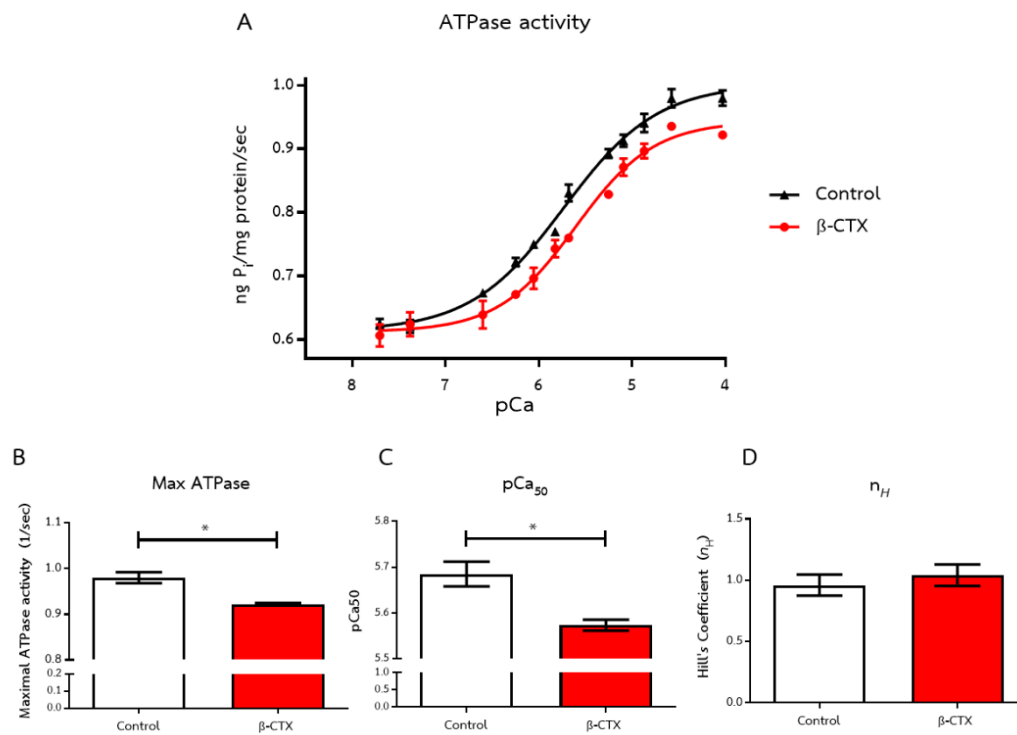 A
ATPase activity
ng Pᵢ/mg protein/sec
1.0
0.9
0.8
0.7
0.6
8 7 6 5 4
pCa
Control
β-CTX
B
Max ATPase
Maximal ATPase activity (1/sec)
1.1
1.0
0.9
0.8
0.2
0.1
0.0
*
Control β-CTX
C
pCa₅₀
pCa50
5.8
5.7
5.6
5.5
1.0
0.5
0.0
*
Control β-CTX
D
n_H
Hill's Coefficient (n_H)
1.5
1.0
0.5
0.0
Control β-CTX